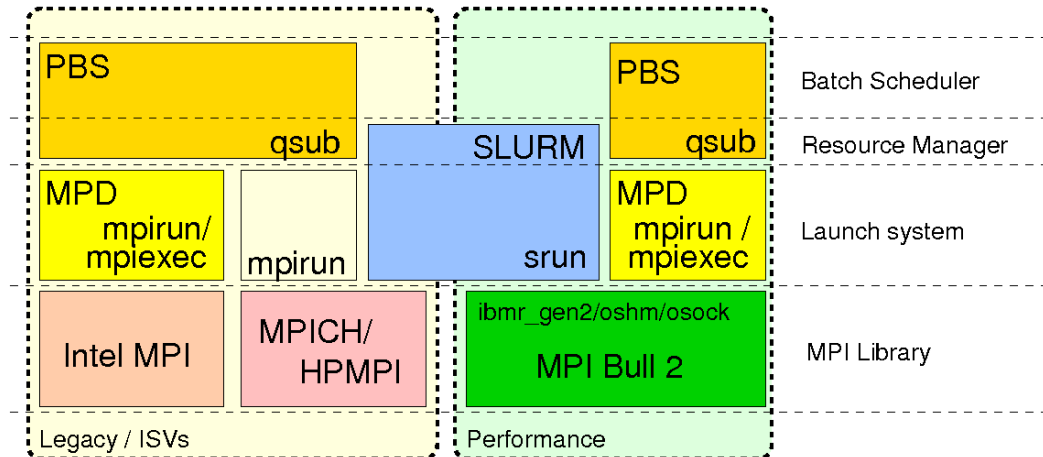 PBS
qsub
PBS
qsub
Batch Scheduler
SLURM
srun
Resource Manager
MPD
mpirun/
mpiexec
mpirun
MPD
mpirun /
mpiexec
Launch system
Intel MPI
MPICH/
HPMPI
ibmr_gen2/oshm/osock
MPI Bull 2
MPI Library
Legacy / ISVs
Performance